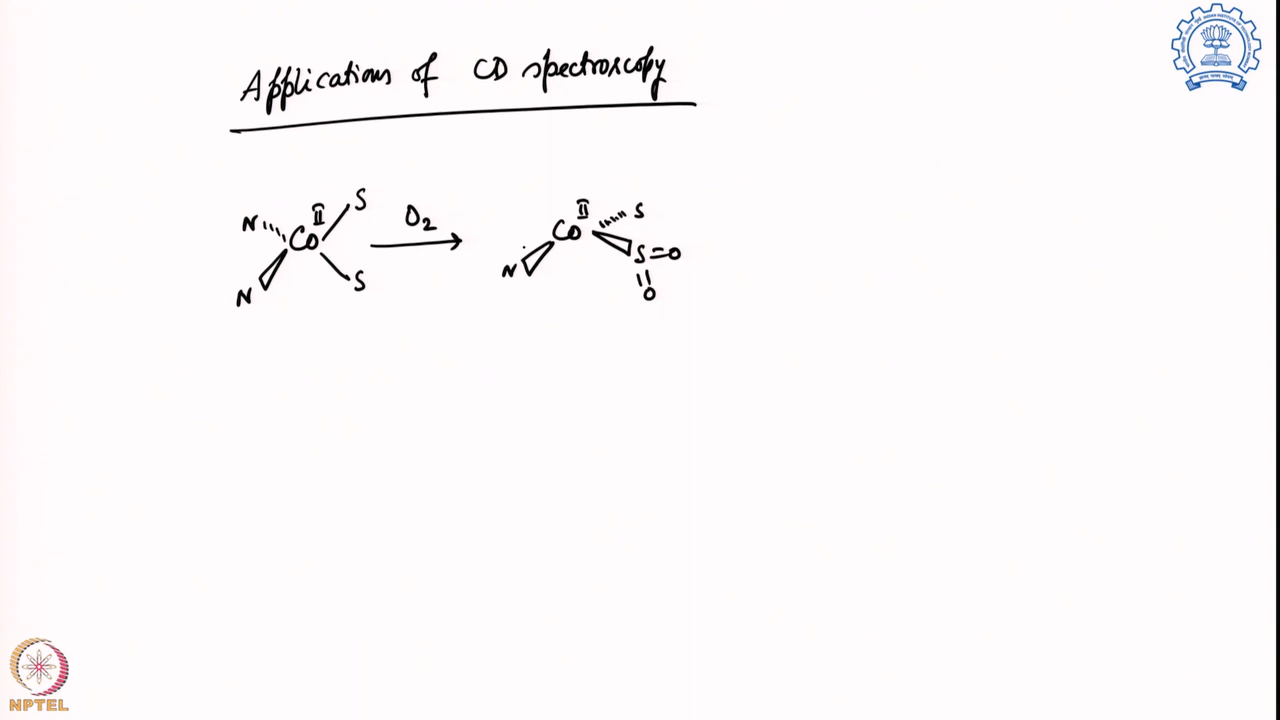 Applications of CD spectroscopy
N Co II S S N
O2
Co II S S=O O N
NPTEL